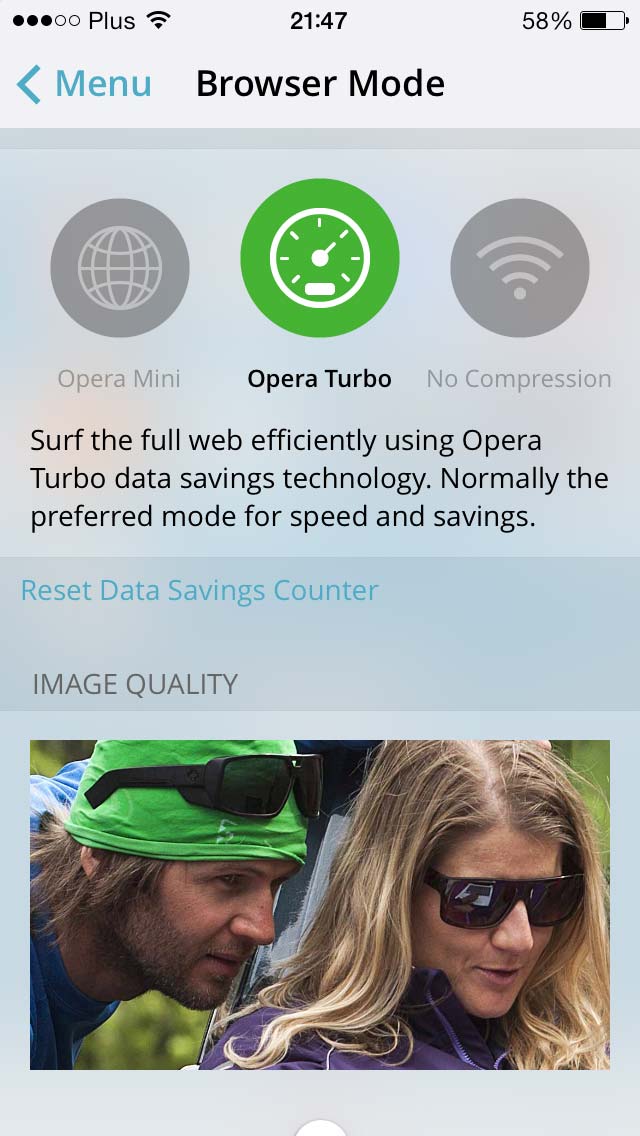 Plus 21:47 58%
Menu Browser Mode
Opera Mini Opera Turbo No Compression
Surf the full web efficiently using Opera
Turbo data savings technology. Normally the
preferred mode for speed and savings.
Reset Data Savings Counter
IMAGE QUALITY